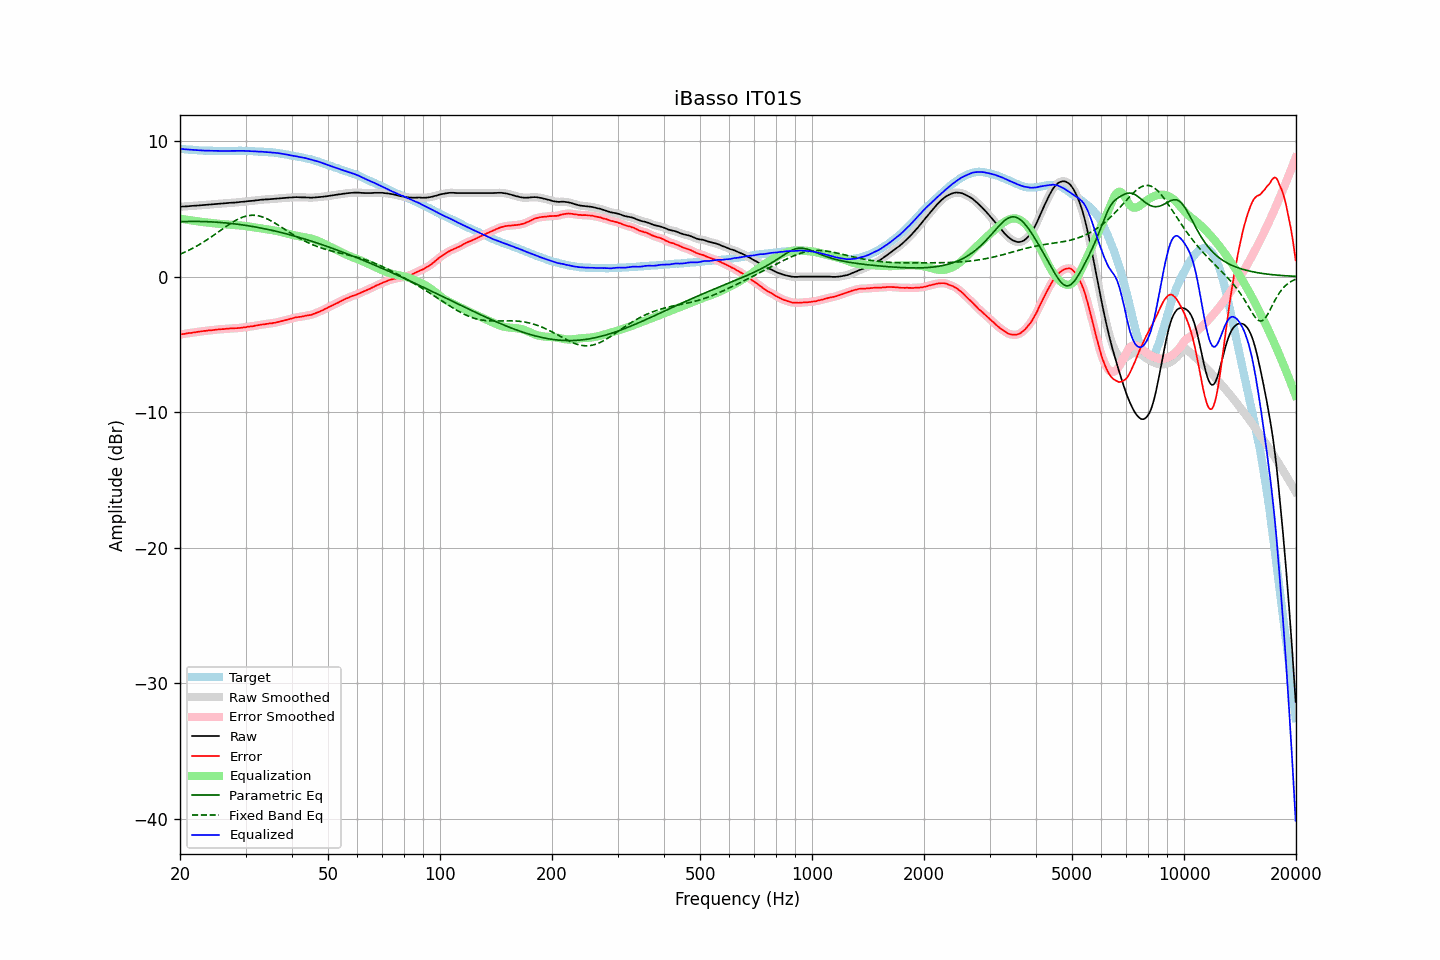 iBasso IT01S
Amplitude (dBr)
10
0
−10
−20
−30
−40
Target
Raw Smoothed
Error Smoothed
Raw
Error
Equalization
Parametric Eq
Fixed Band Eq
Equalized
20 50 100 200 500 1000 2000 5000 10000 20000
Frequency (Hz)